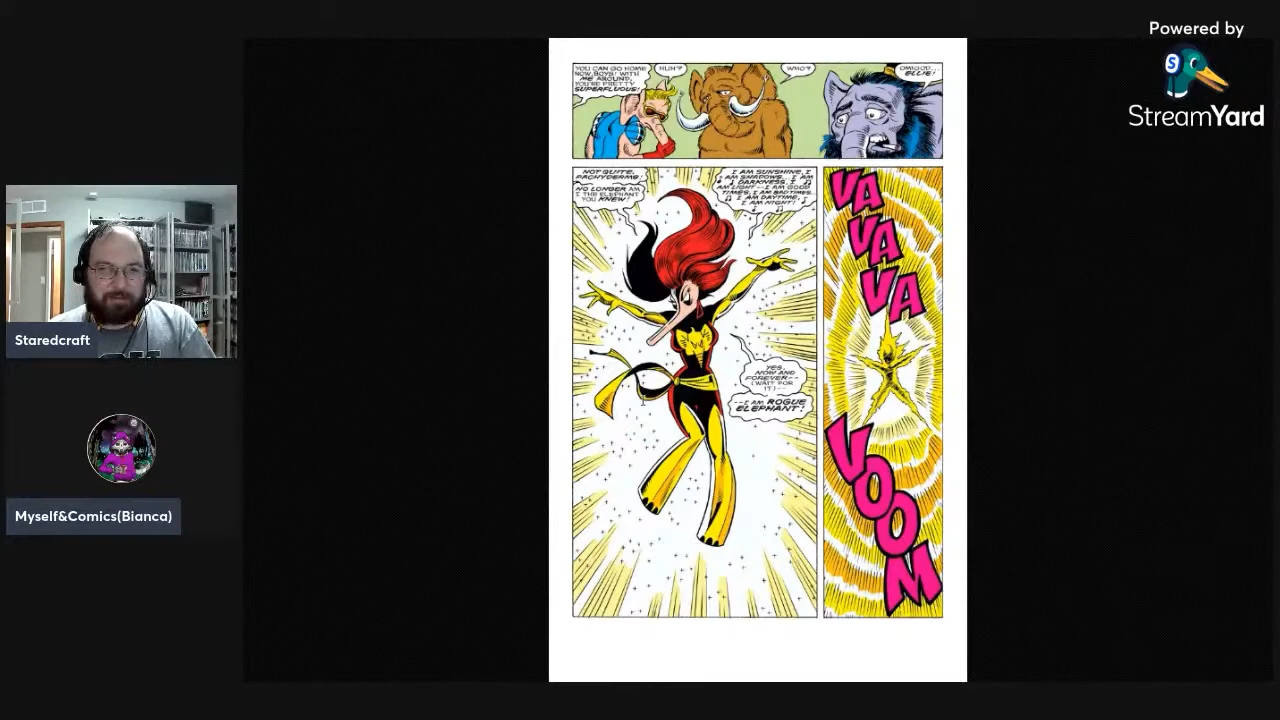 Powered by
StreamYard
YOU CAN GO HOME
NOW, BOYS! WITH
ME AROUND,
YOU'RE PRETTY
SUPERFLUOUS!
HUH?
WHO?
OMIGOD...
ELLIE!
NOT QUITE,
PACHYDERMS!
NO LONGER AM
I THE ELEPHANT
YOU KNEW!
I AM SUNSHINE, I
AM SHADOWS... I AM
DARKNESS, I
AM LIGHT-- I AM GOOD
TIMES, I AM BAD TIMES...
I AM DAYTIME,
I AM NIGHT!
YES,
NOW AND
FOREVER--
(WAIT FOR
IT)--
--I AM ROGUE
ELEPHANT!
VA
VA
VA
VOOM
Staredcraft
Myself&Comics(Bianca)